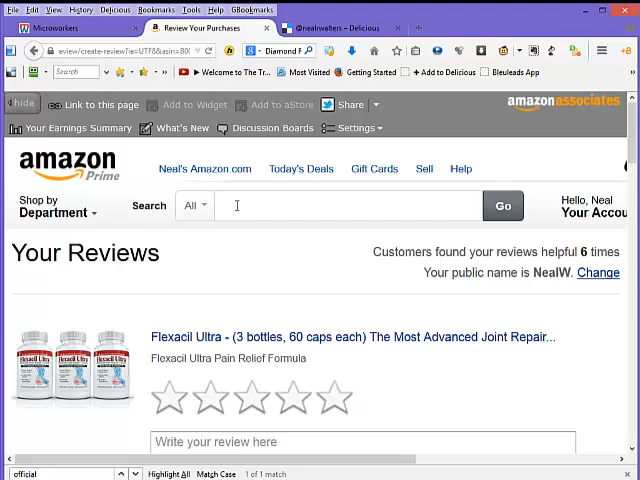 File Edit View History Delicious Bookmarks Tools Help GBookmarks
Microworkers × Review Your Purchases × @nealrwalters – Delicious ×
eview/create-review?ie=UTF8&asin=B00 Diamond F
Search Welcome to The Tr... Most Visited Getting Started + Add to Delicious Bleuleads App
hide Link to this page Add to Widget Add to aStore Share amazonassociates
Your Earnings Summary What's New Discussion Boards Settings
amazon Prime
Neal's Amazon.com Today's Deals Gift Cards Sell Help
Shop by Department
Search All Go
Hello, Neal
Your Accou
Your Reviews
Customers found your reviews helpful 6 times
Your public name is NealW. Change
Flexacil Ultra - (3 bottles, 60 caps each) The Most Advanced Joint Repair...
Flexacil Ultra Pain Relief Formula
Write your review here
official Highlight All Match Case 1 of 1 match